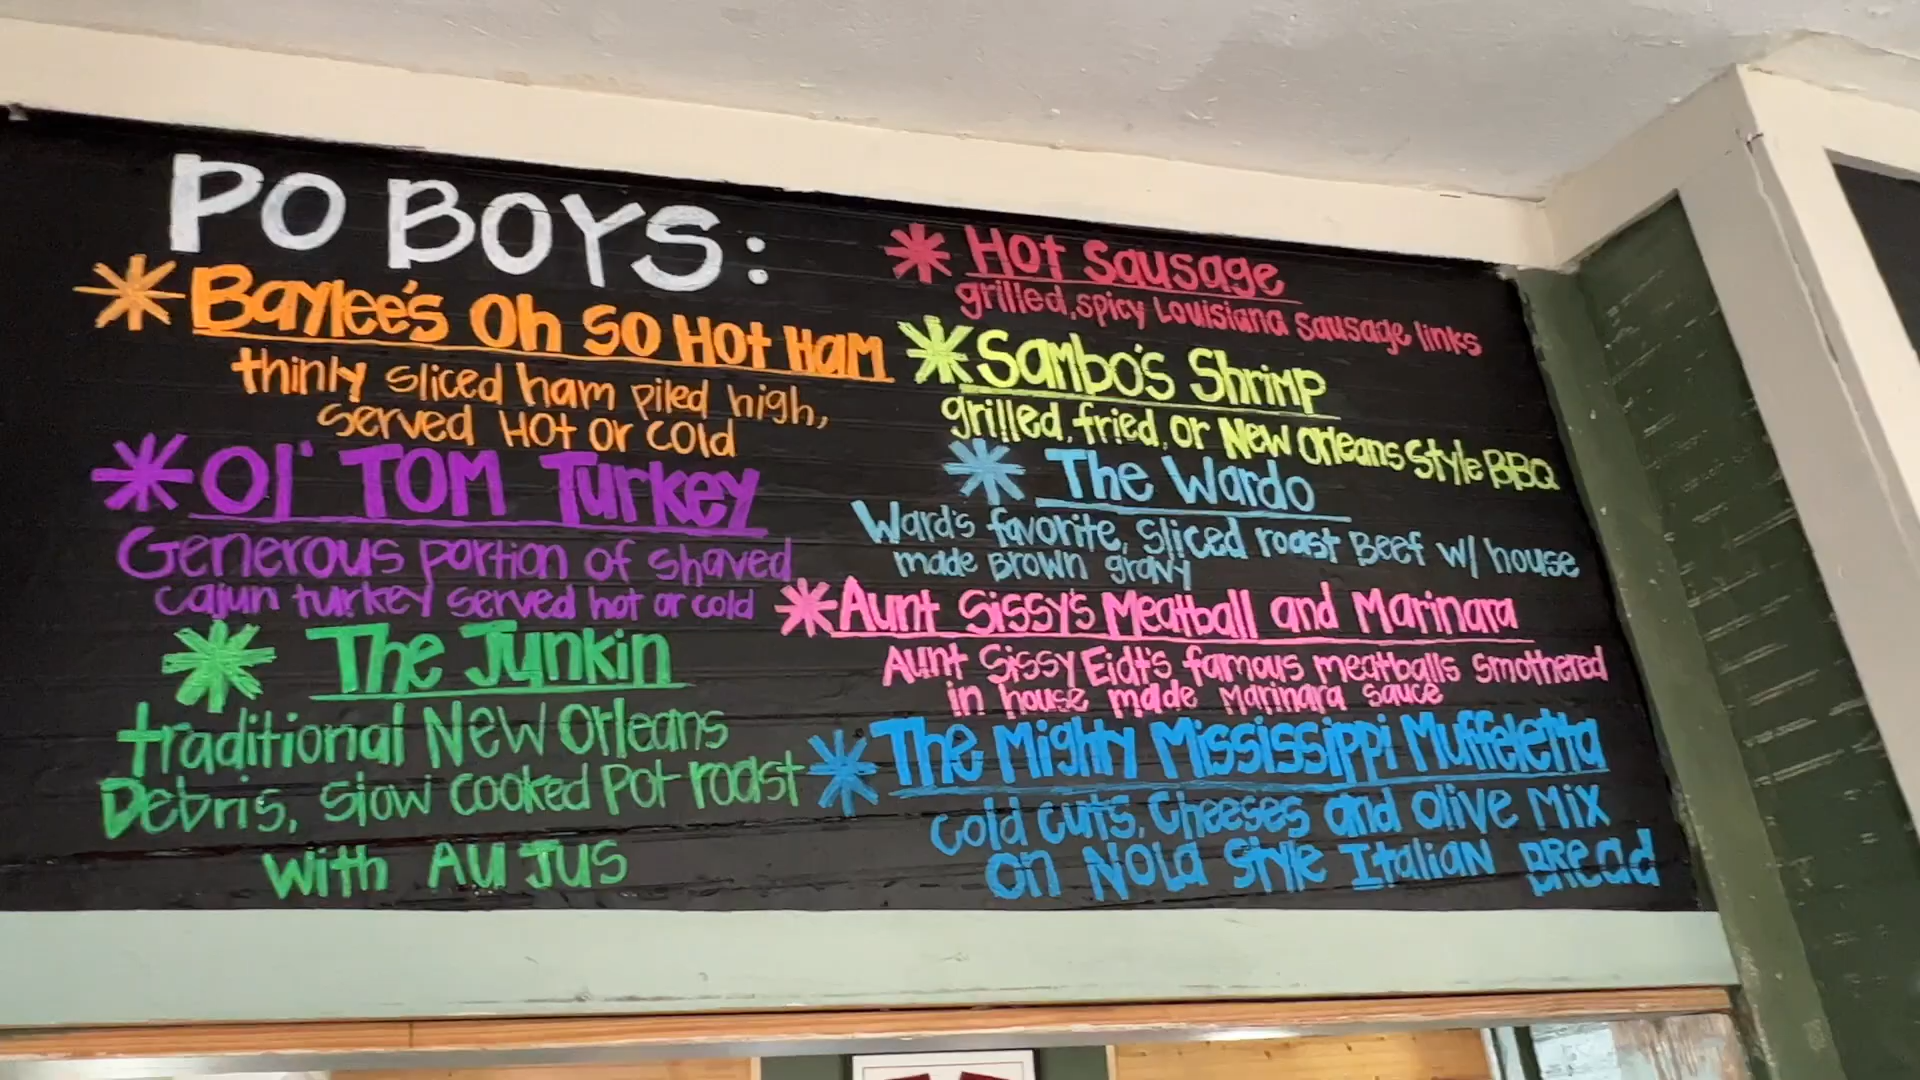 PO BOYS:
Baylee's Oh So Hot Ham
thinly sliced ham piled high,
served Hot or cold
Ol' TOM Turkey
Generous portion of shaved
cajun turkey served hot or cold
The Junkin
traditional New Orleans
Debris, slow cooked pot roast
with AU JUS
Hot Sausage
grilled, spicy Louisiana sausage links
Sambo's Shrimp
grilled, fried, or New Orleans Style BBQ
The Wardo
Ward's favorite, sliced roast Beef w/ house
made Brown gravy
Aunt Sissy's Meatball and Marinara
Aunt Sissy Eidt's famous meatballs smothered
in house made Marinara sauce
The Mighty Mississippi Muffeletta
cold cuts, cheeses and olive Mix
on NOLA Style Italian BRead